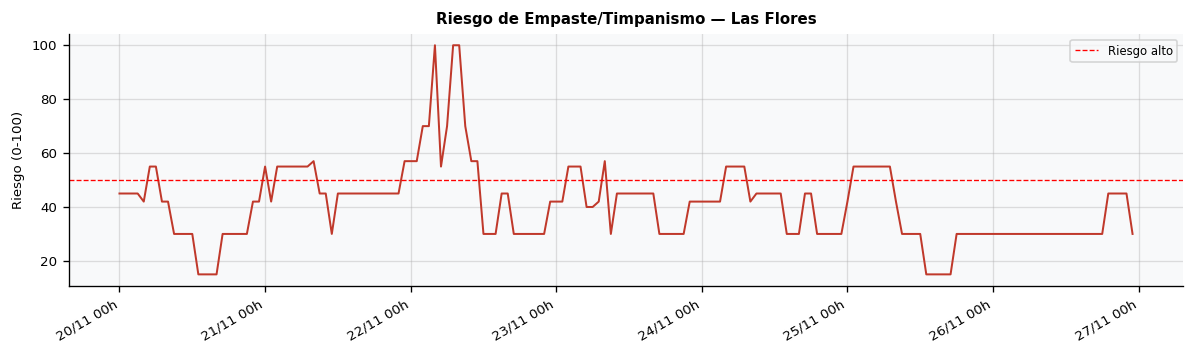 Riesgo de Empaste/Timpanismo — Las Flores
Riesgo alto
Riesgo (0-100)
100
80
60
40
20
20/11 00h
21/11 00h
22/11 00h
23/11 00h
24/11 00h
25/11 00h
26/11 00h
27/11 00h